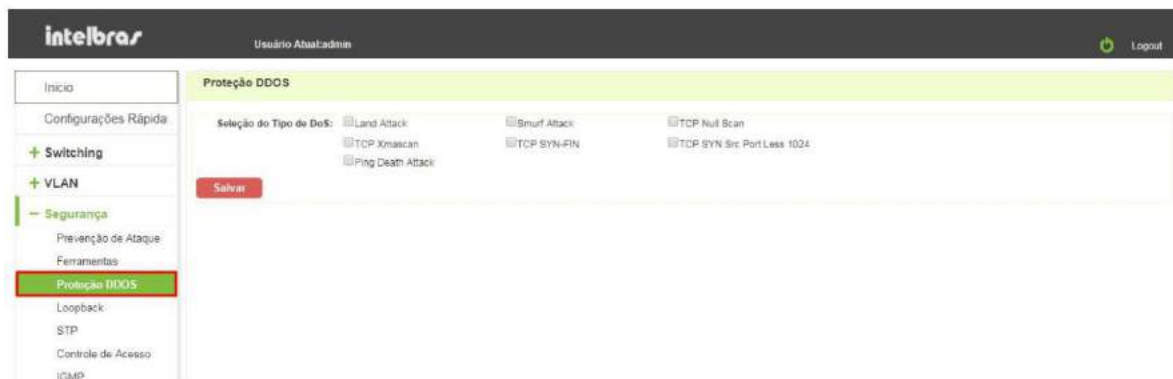 intelbras
Usuário Atual:admin
Logout
Inicio
Configurações Rápida
+ Switching
+ VLAN
− Segurança
Prevenção de Ataque
Ferramentas
Proteção DDOS
Loopback
STP
Controle de Acesso
IGMP
Proteção DDOS
Seleção do Tipo de DoS: Land Attack Smurf Attack TCP Null Scan
TCP Xmascan TCP SYN-FIN TCP SYN Src Port Less 1024
Ping Death Attack
Salvar